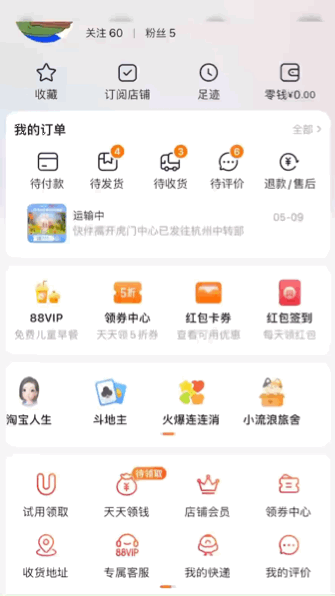 关注 60 | 粉丝 5
收藏 订阅店铺 足迹 零钱¥0.00
我的订单 全部
4 3 6
待付款 待发货 待收货 待评价 退款/售后
运输中 05-09
快件离开虎门中心已发往杭州中转部
5折
88VIP 领券中心 红包卡券 红包签到
免费儿童早餐 天天领5折券 查看可用优惠 每天领红包
淘宝人生 斗地主 火爆连连消 小流浪旅舍
待领取
试用领取 天天领钱 店铺会员 领券中心
88VIP
收货地址 专属客服 我的快递 我的评价